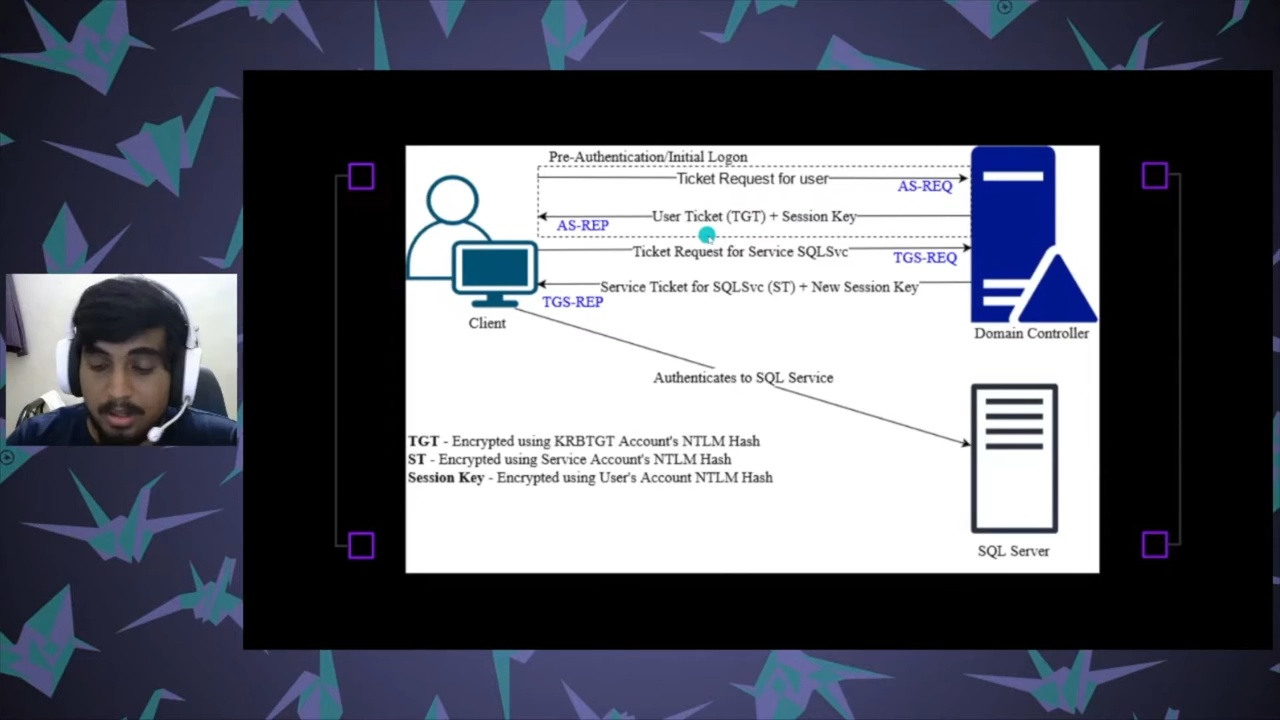 Pre-Authentication/Initial Logon
Ticket Request for user
AS-REQ
User Ticket (TGT) + Session Key
AS-REP
Ticket Request for Service SQLSvc
TGS-REQ
Service Ticket for SQLSvc (ST) + New Session Key
TGS-REP
Client
Domain Controller
Authenticates to SQL Service
TGT - Encrypted using KRBTGT Account's NTLM Hash
ST - Encrypted using Service Account's NTLM Hash
Session Key - Encrypted using User's Account NTLM Hash
SQL Server